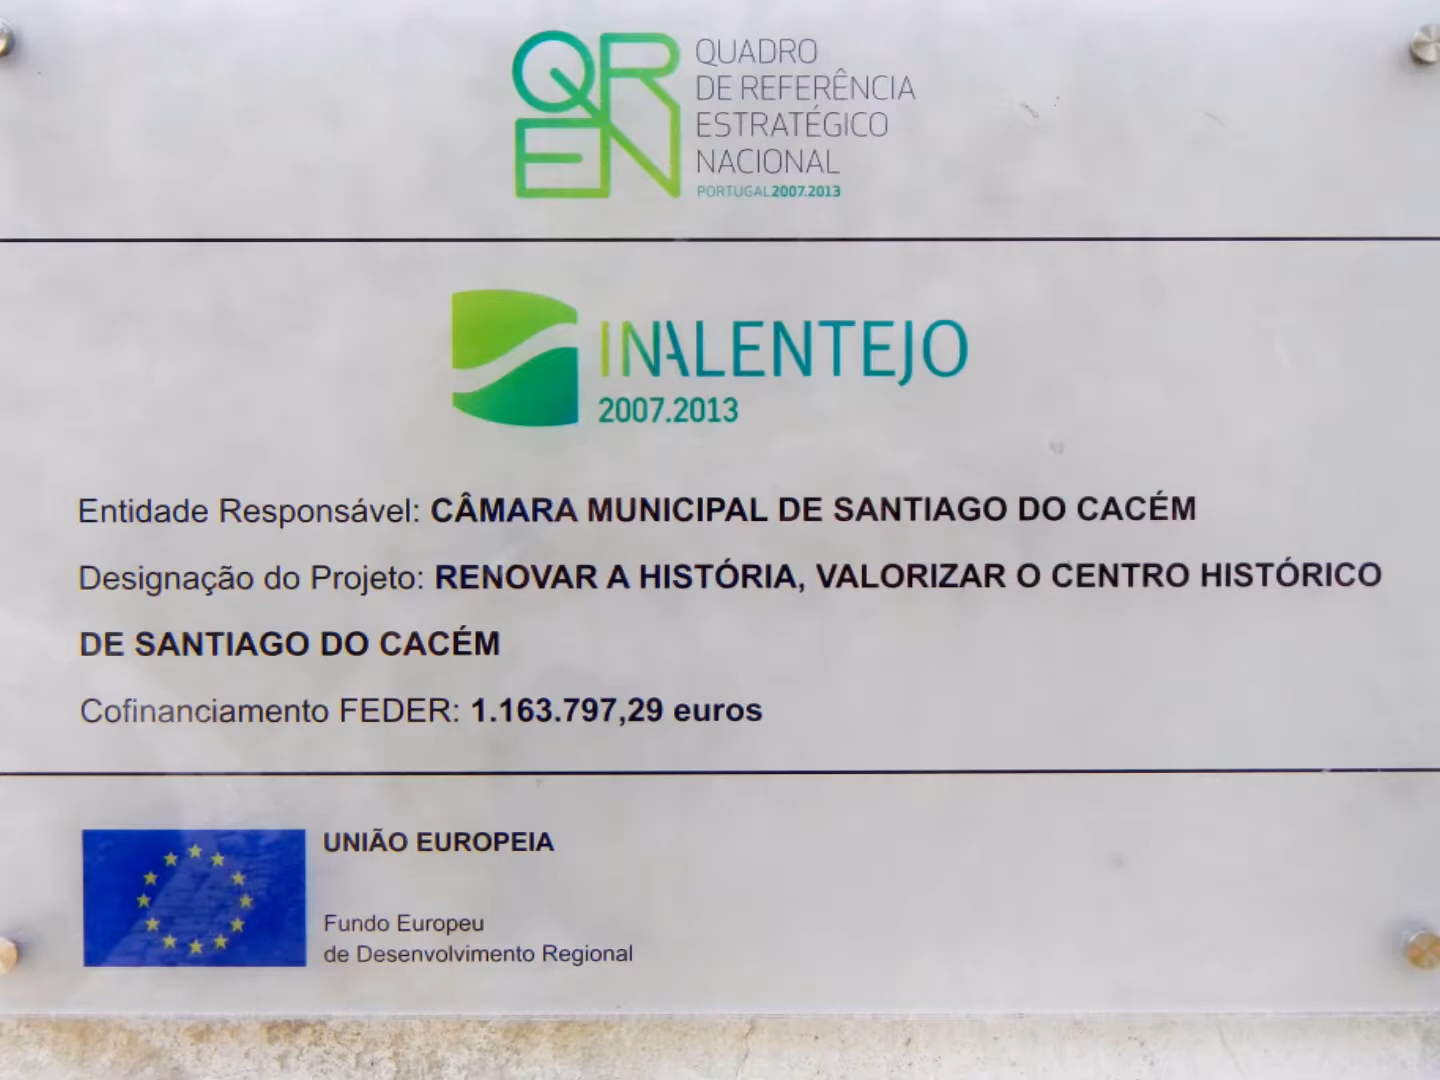 QREN
QUADRO
DE REFERÊNCIA
ESTRATÉGICO
NACIONAL
PORTUGAL2007.2013
INALENTEJO
2007.2013
Entidade Responsável: CÂMARA MUNICIPAL DE SANTIAGO DO CACÉM
Designação do Projeto: RENOVAR A HISTÓRIA, VALORIZAR O CENTRO HISTÓRICO
DE SANTIAGO DO CACÉM
Cofinanciamento FEDER: 1.163.797,29 euros
UNIÃO EUROPEIA
Fundo Europeu
de Desenvolvimento Regional